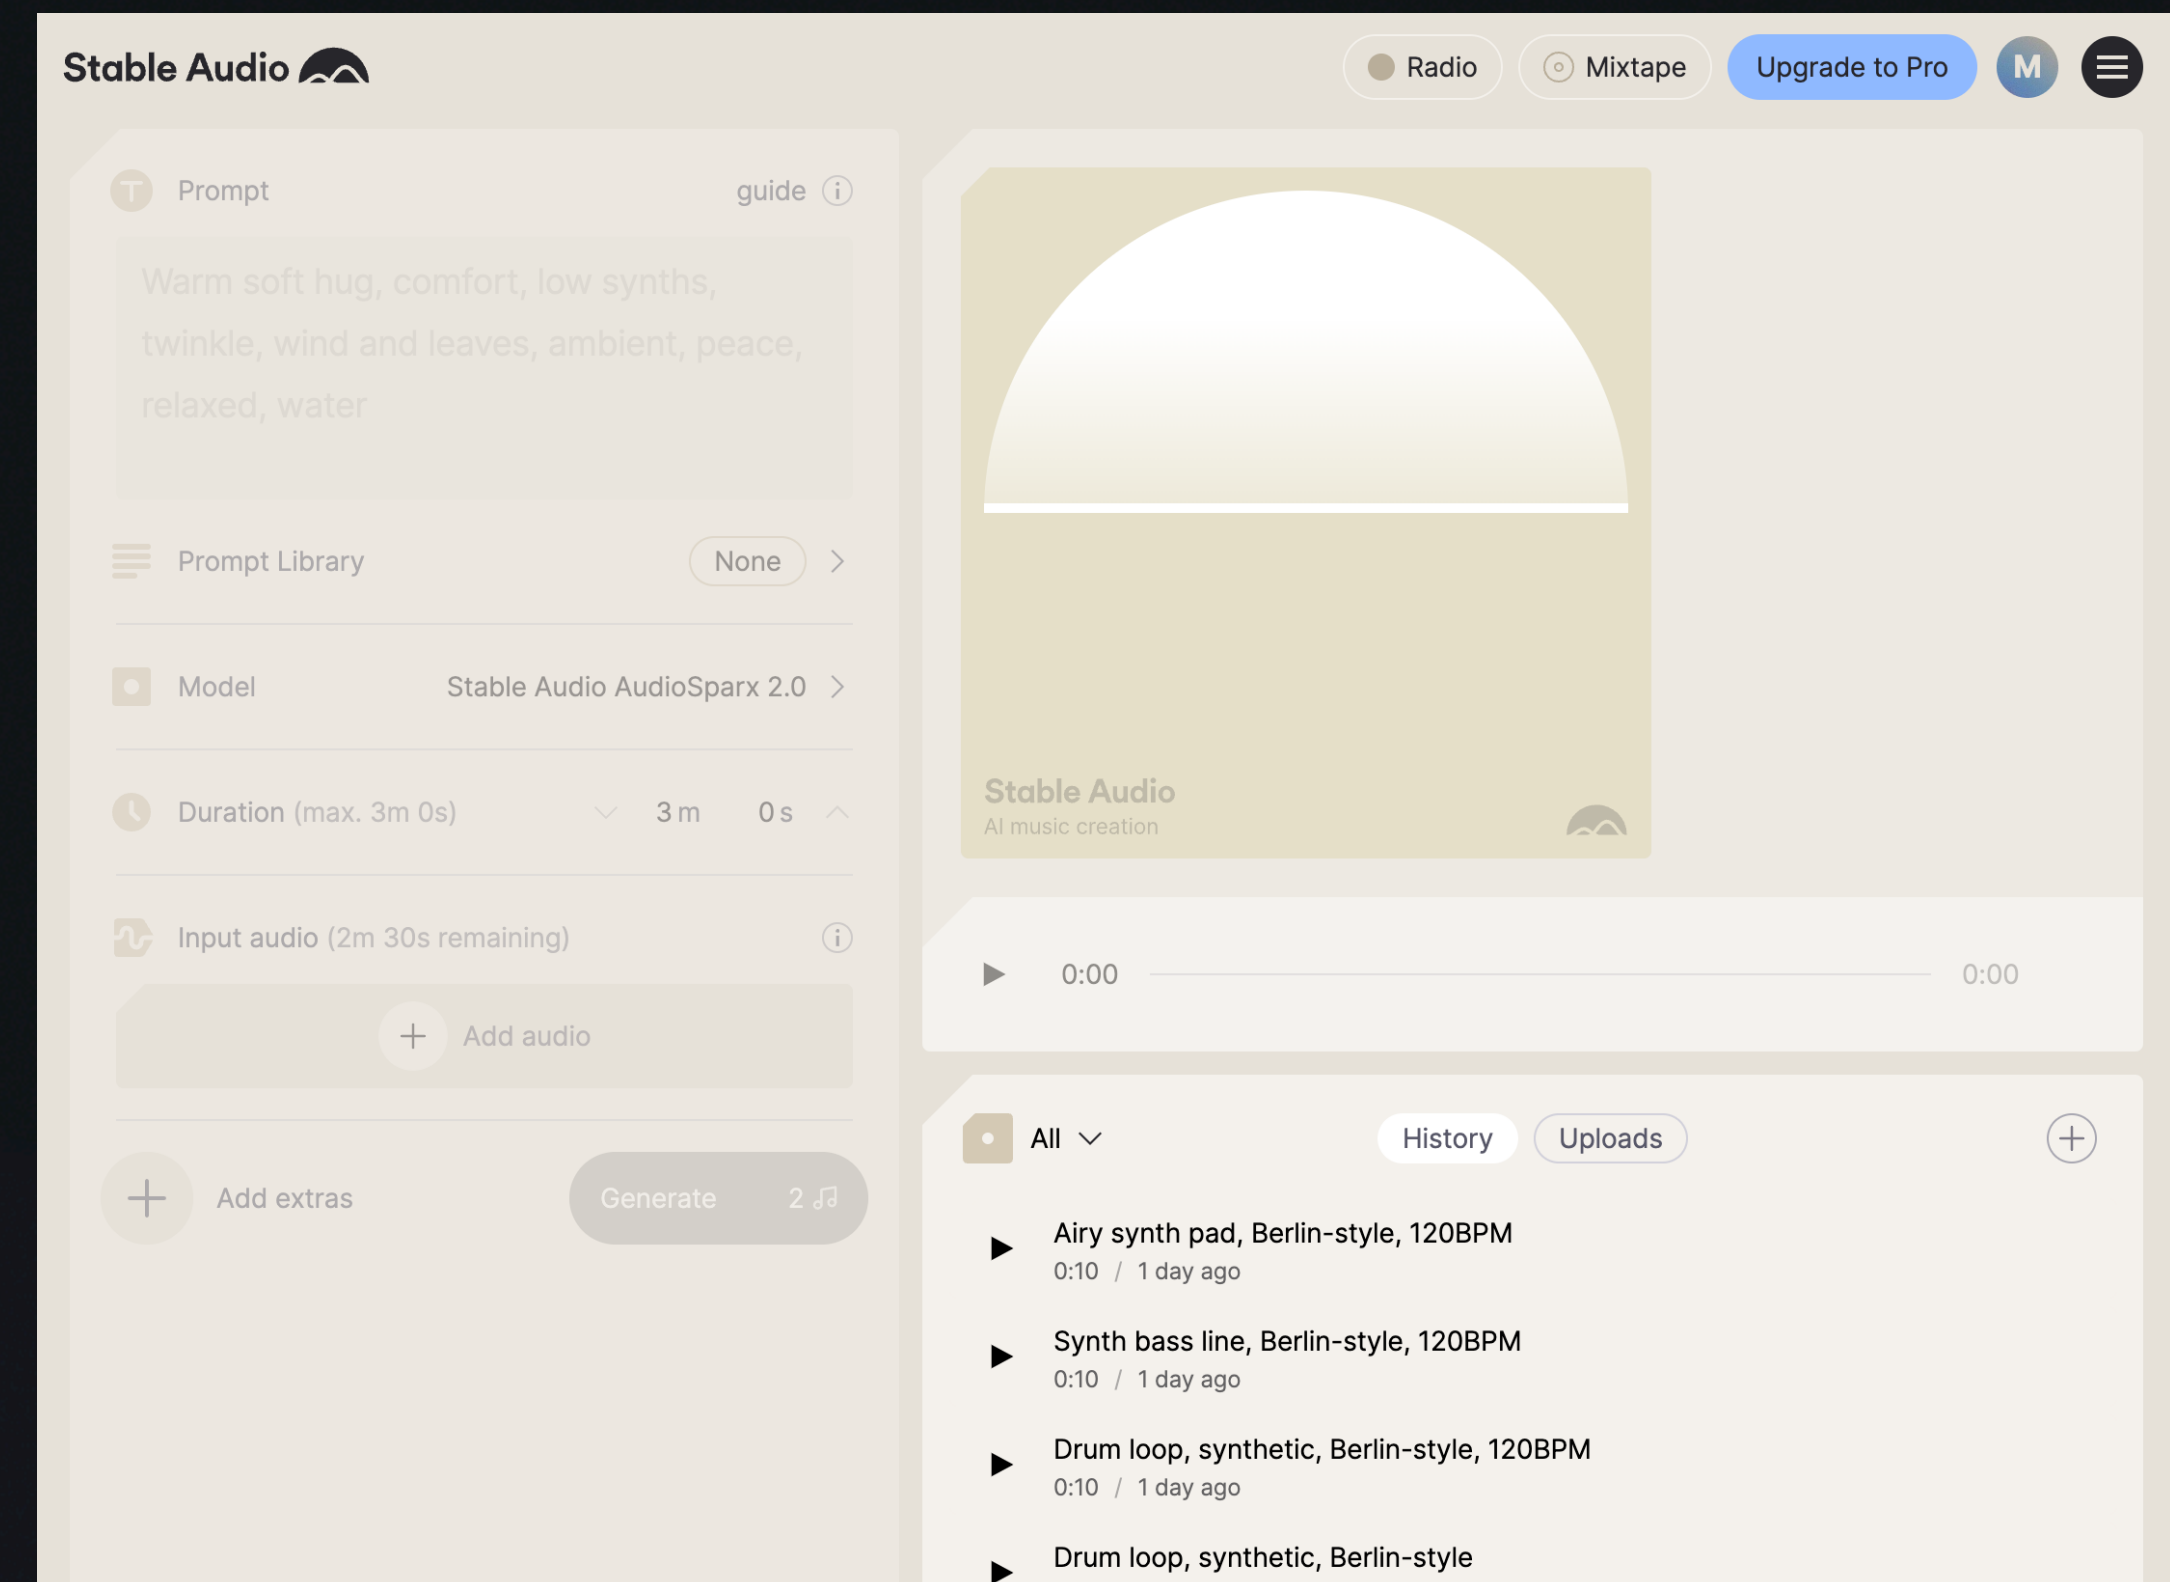 Stable Audio
Radio
Mixtape
Upgrade to Pro
M
T
Prompt
guide
i
Warm soft hug, comfort, low synths,
twinkle, wind and leaves, ambient, peace,
relaxed, water
Prompt Library
None
Model
Stable Audio AudioSparx 2.0
Duration (max. 3m 0s)
3 m
0 s
Input audio (2m 30s remaining)
i
Add audio
Add extras
Generate
2
Stable Audio
AI music creation
0:00
0:00
All
History
Uploads
Airy synth pad, Berlin-style, 120BPM
0:10 / 1 day ago
Synth bass line, Berlin-style, 120BPM
0:10 / 1 day ago
Drum loop, synthetic, Berlin-style, 120BPM
0:10 / 1 day ago
Drum loop, synthetic, Berlin-style